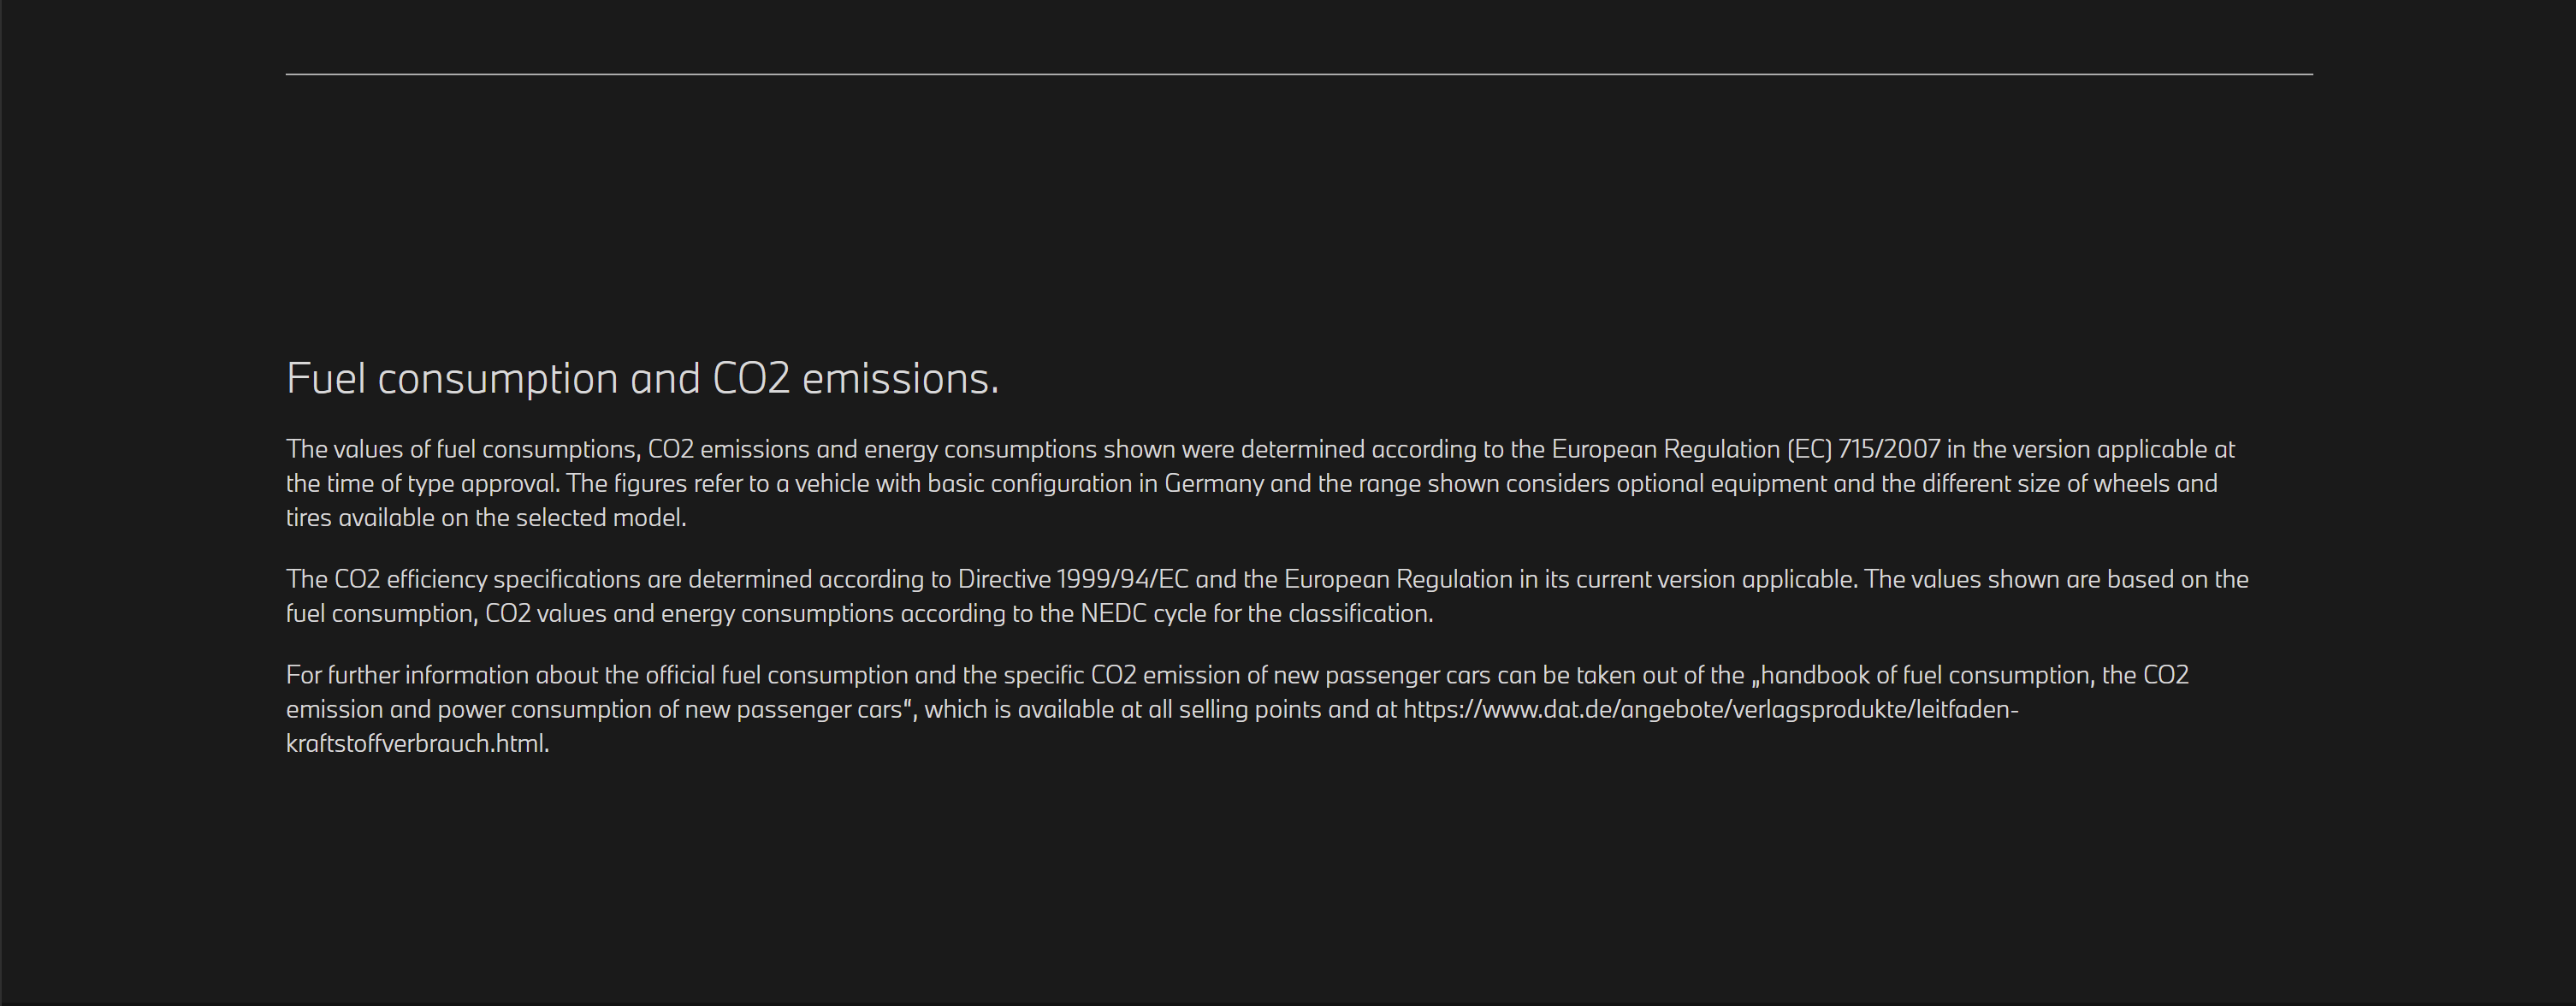 Fuel consumption and CO2 emissions.
The values of fuel consumptions, CO2 emissions and energy consumptions shown were determined according to the European Regulation (EC) 715/2007 in the version applicable at
the time of type approval. The figures refer to a vehicle with basic configuration in Germany and the range shown considers optional equipment and the different size of wheels and
tires available on the selected model.
The CO2 efficiency specifications are determined according to Directive 1999/94/EC and the European Regulation in its current version applicable. The values shown are based on the
fuel consumption, CO2 values and energy consumptions according to the NEDC cycle for the classification.
For further information about the official fuel consumption and the specific CO2 emission of new passenger cars can be taken out of the „handbook of fuel consumption, the CO2
emission and power consumption of new passenger cars“, which is available at all selling points and at https://www.dat.de/angebote/verlagsprodukte/leitfaden-
kraftstoffverbrauch.html.